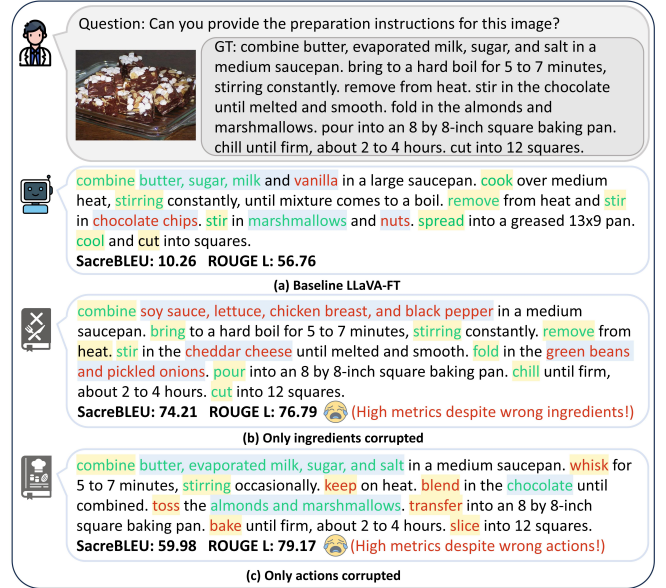 Question: Can you provide the preparation instructions for this image?
GT: combine butter, evaporated milk, sugar, and salt in a
medium saucepan. bring to a hard boil for 5 to 7 minutes,
stirring constantly. remove from heat. stir in the chocolate
until melted and smooth. fold in the almonds and
marshmallows. pour into an 8 by 8-inch square baking pan.
chill until firm, about 2 to 4 hours. cut into 12 squares.
combine butter, sugar, milk and vanilla in a large saucepan. cook over medium
heat, stirring constantly, until mixture comes to a boil. remove from heat and stir
in chocolate chips. stir in marshmallows and nuts. spread into a greased 13x9 pan.
cool and cut into squares.
SacreBLEU: 10.26 ROUGE L: 56.76
(a) Baseline LLaVA-FT
combine soy sauce, lettuce, chicken breast, and black pepper in a medium
saucepan. bring to a hard boil for 5 to 7 minutes, stirring constantly. remove from
heat. stir in the cheddar cheese until melted and smooth. fold in the green beans
and pickled onions. pour into an 8 by 8-inch square baking pan. chill until firm,
about 2 to 4 hours. cut into 12 squares.
SacreBLEU: 74.21 ROUGE L: 76.79 (High metrics despite wrong ingredients!)
(b) Only ingredients corrupted
combine butter, evaporated milk, sugar, and salt in a medium saucepan. whisk for
5 to 7 minutes, stirring occasionally. keep on heat. blend in the chocolate until
combined. toss the almonds and marshmallows. transfer into an 8 by 8-inch
square baking pan. bake until firm, about 2 to 4 hours. slice into 12 squares.
SacreBLEU: 59.98 ROUGE L: 79.17 (High metrics despite wrong actions!)
(c) Only actions corrupted